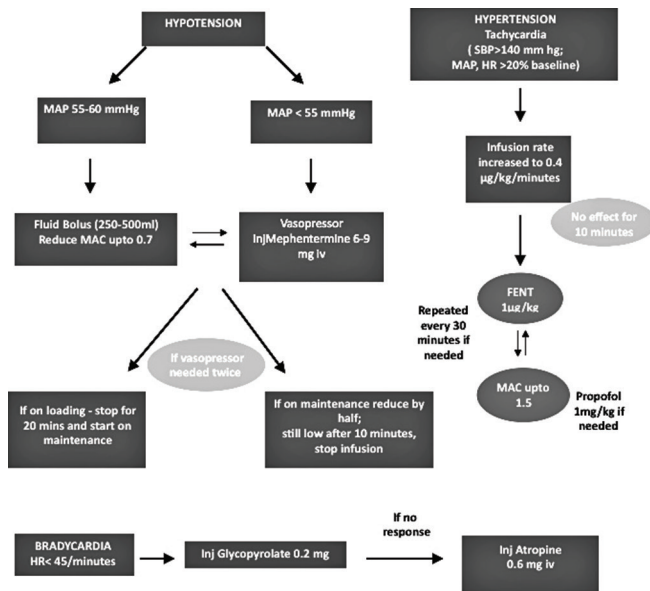 HYPOTENSION
MAP 55-60 mmHg
MAP < 55 mmHg
Fluid Bolus (250-500ml)
Reduce MAC upto 0.7
Vasopressor
InjMephentermine 6-9
mg iv
If vasopressor
needed twice
If on loading - stop for
20 mins and start on
maintenance
If on maintenance reduce by
half;
still low after 10 minutes,
stop infusion
HYPERTENSION
Tachycardia
( SBP>140 mm hg;
MAP, HR >20% baseline)
Infusion rate
increased to 0.4
µg/kg/minutes
No effect for
10 minutes
FENT
1µg/kg
Repeated
every 30
minutes if
needed
MAC upto
1.5
Propofol
1mg/kg if
needed
BRADYCARDIA
HR< 45/minutes
Inj Glycopyrolate 0.2 mg
If no
response
Inj Atropine
0.6 mg iv